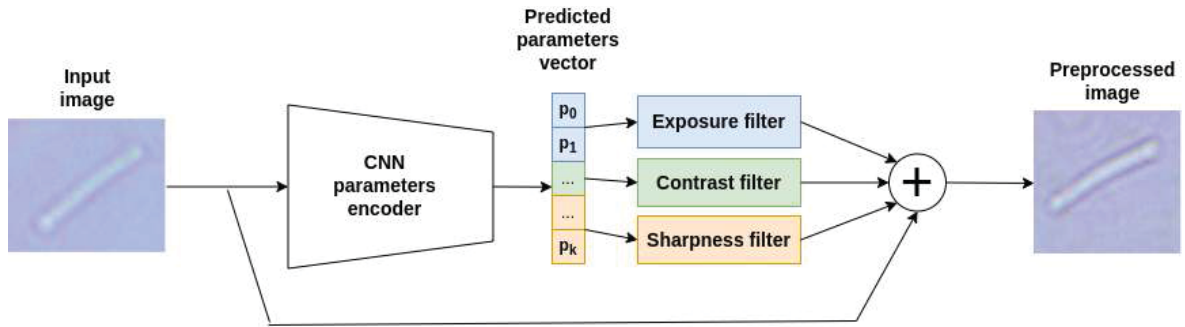 Input
image
CNN
parameters
encoder
Predicted
parameters
vector
p0
p1
...
...
pk
Exposure filter
Contrast filter
Sharpness filter
+
Preprocessed
image